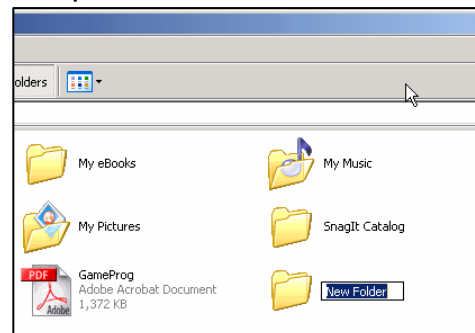 olders
My eBooks
My Music
My Pictures
SnagIt Catalog
PDF
Adobe
GameProg
Adobe Acrobat Document
1,372 KB
New Folder